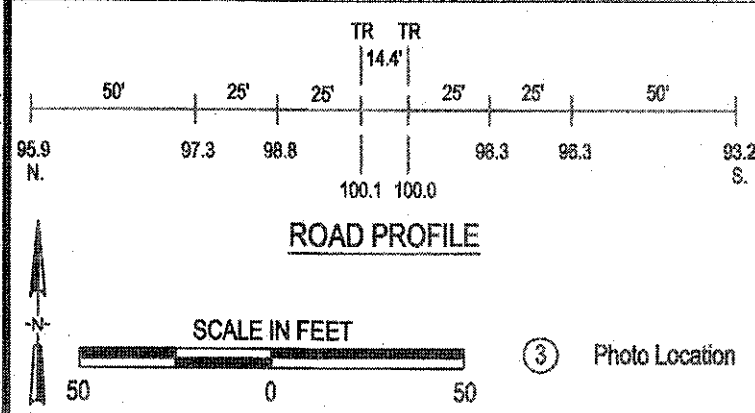 TR TR
14.4'
50' 25' 25' 25' 25' 50'
95.9 97.3 98.8 98.3 96.3 93.2
N. S.
100.1 100.0
ROAD PROFILE
N
SCALE IN FEET
50 0 50
3 Photo Location